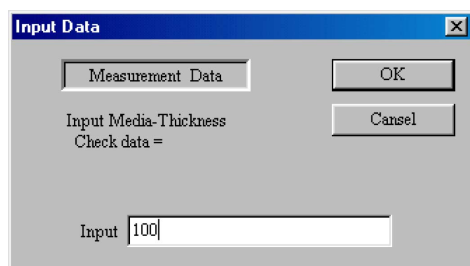 Input Data
Measurement Data
OK
Input Media-Thickness
Cansel
Check data =
Input 100